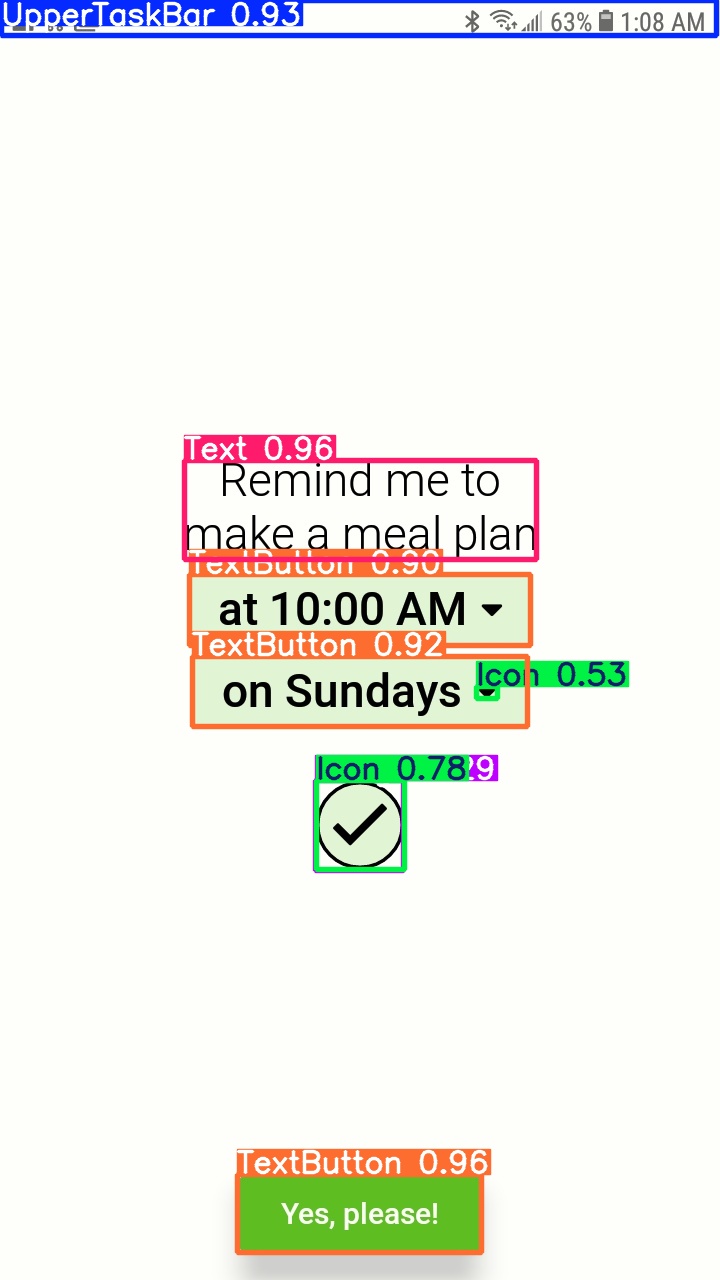 UpperTaskBar 0.93
63% 1:08 AM
Text 0.96
Remind me to
make a meal plan
TextButton 0.90
at 10:00 AM
TextButton 0.92
on Sundays
Icon 0.53
Icon 0.78
29
TextButton 0.96
Yes, please!